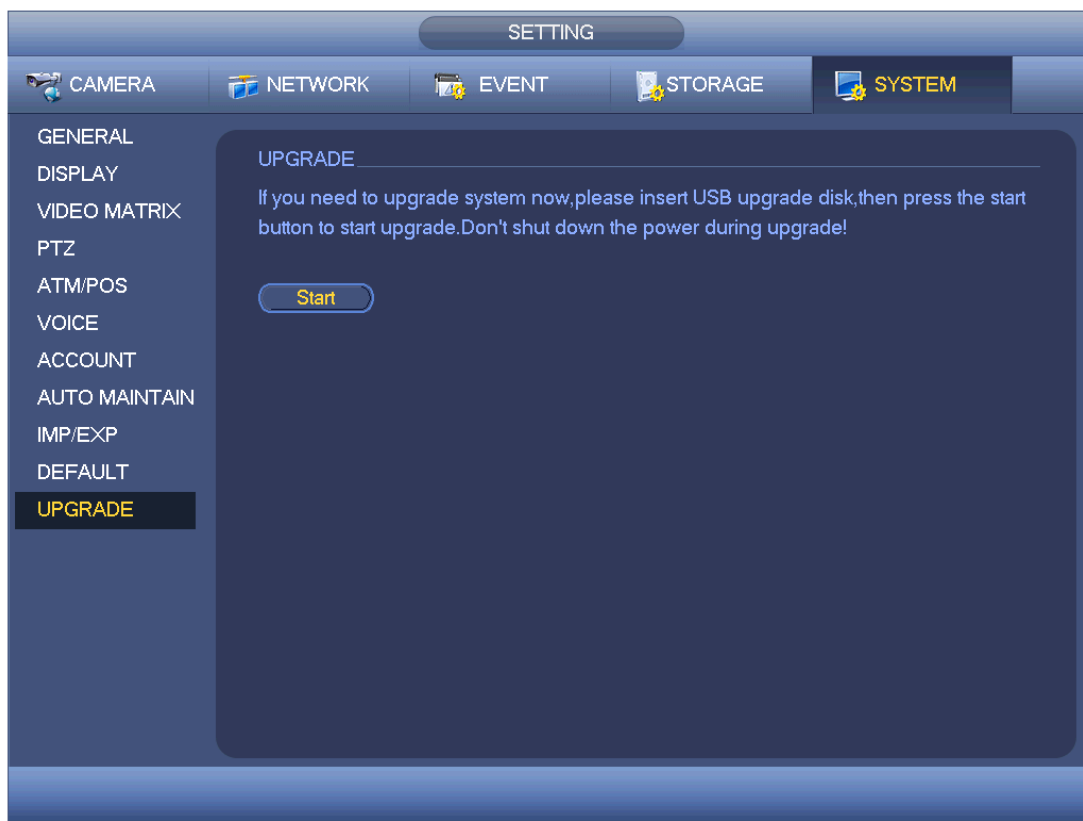 SETTING
CAMERA NETWORK EVENT STORAGE SYSTEM
GENERAL
DISPLAY
VIDEO MATRIX
PTZ
ATM/POS
VOICE
ACCOUNT
AUTO MAINTAIN
IMP/EXP
DEFAULT
UPGRADE
UPGRADE
If you need to upgrade system now,please insert USB upgrade disk,then press the start
button to start upgrade.Don't shut down the power during upgrade!
Start